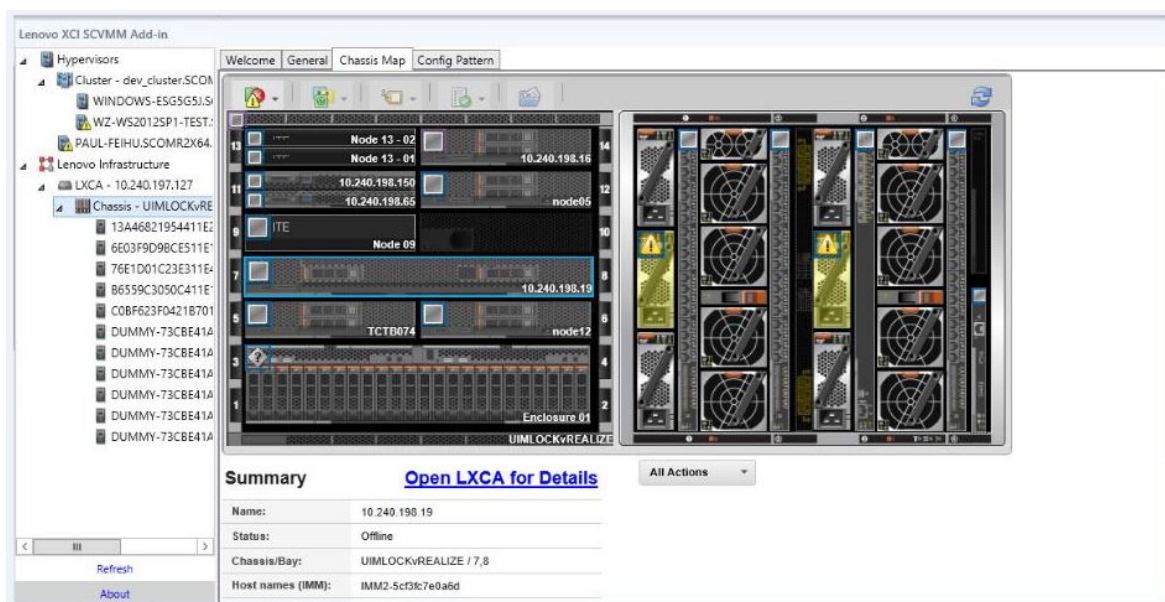 Lenovo XCI SCVMM Add-in
Hypervisors
Cluster - dev_cluster.SCOM
WINDOWS-ESG5G5J.S
WZ-WS2012SP1-TEST.
PAUL-FEIHU.SCOMR2X64.
Lenovo Infrastructure
LXCA - 10.240.197.127
Chassis - UIMLOCKvRE
13A46821954411E2
6E03F9D98CE511E
76E1D01C23E311E
B6559C3050C411E
C0BF623F0421B701
DUMMY-73CBE41A
DUMMY-73CBE41A
DUMMY-73CBE41A
DUMMY-73CBE41A
DUMMY-73CBE41A
DUMMY-73CBE41A
Refresh
About
Welcome General Chassis Map Config Pattern
13 Node 13 - 02 14
Node 13 - 01 10.240.198.16
11 10.240.198.150 12
10.240.198.65 node05
9 ITE 10
Node 09
7 8
10.240.198.19
5 6
TCTB074 node12
3 4
1 2
Enclosure 01
UIMLOCKvREALIZE
Summary Open LXCA for Details
All Actions
Name: 10.240.198.19
Status: Offline
Chassis/Bay: UIMLOCKvREALIZE / 7,8
Host names (IMM): IMM2-5cf3fc7e0a6d